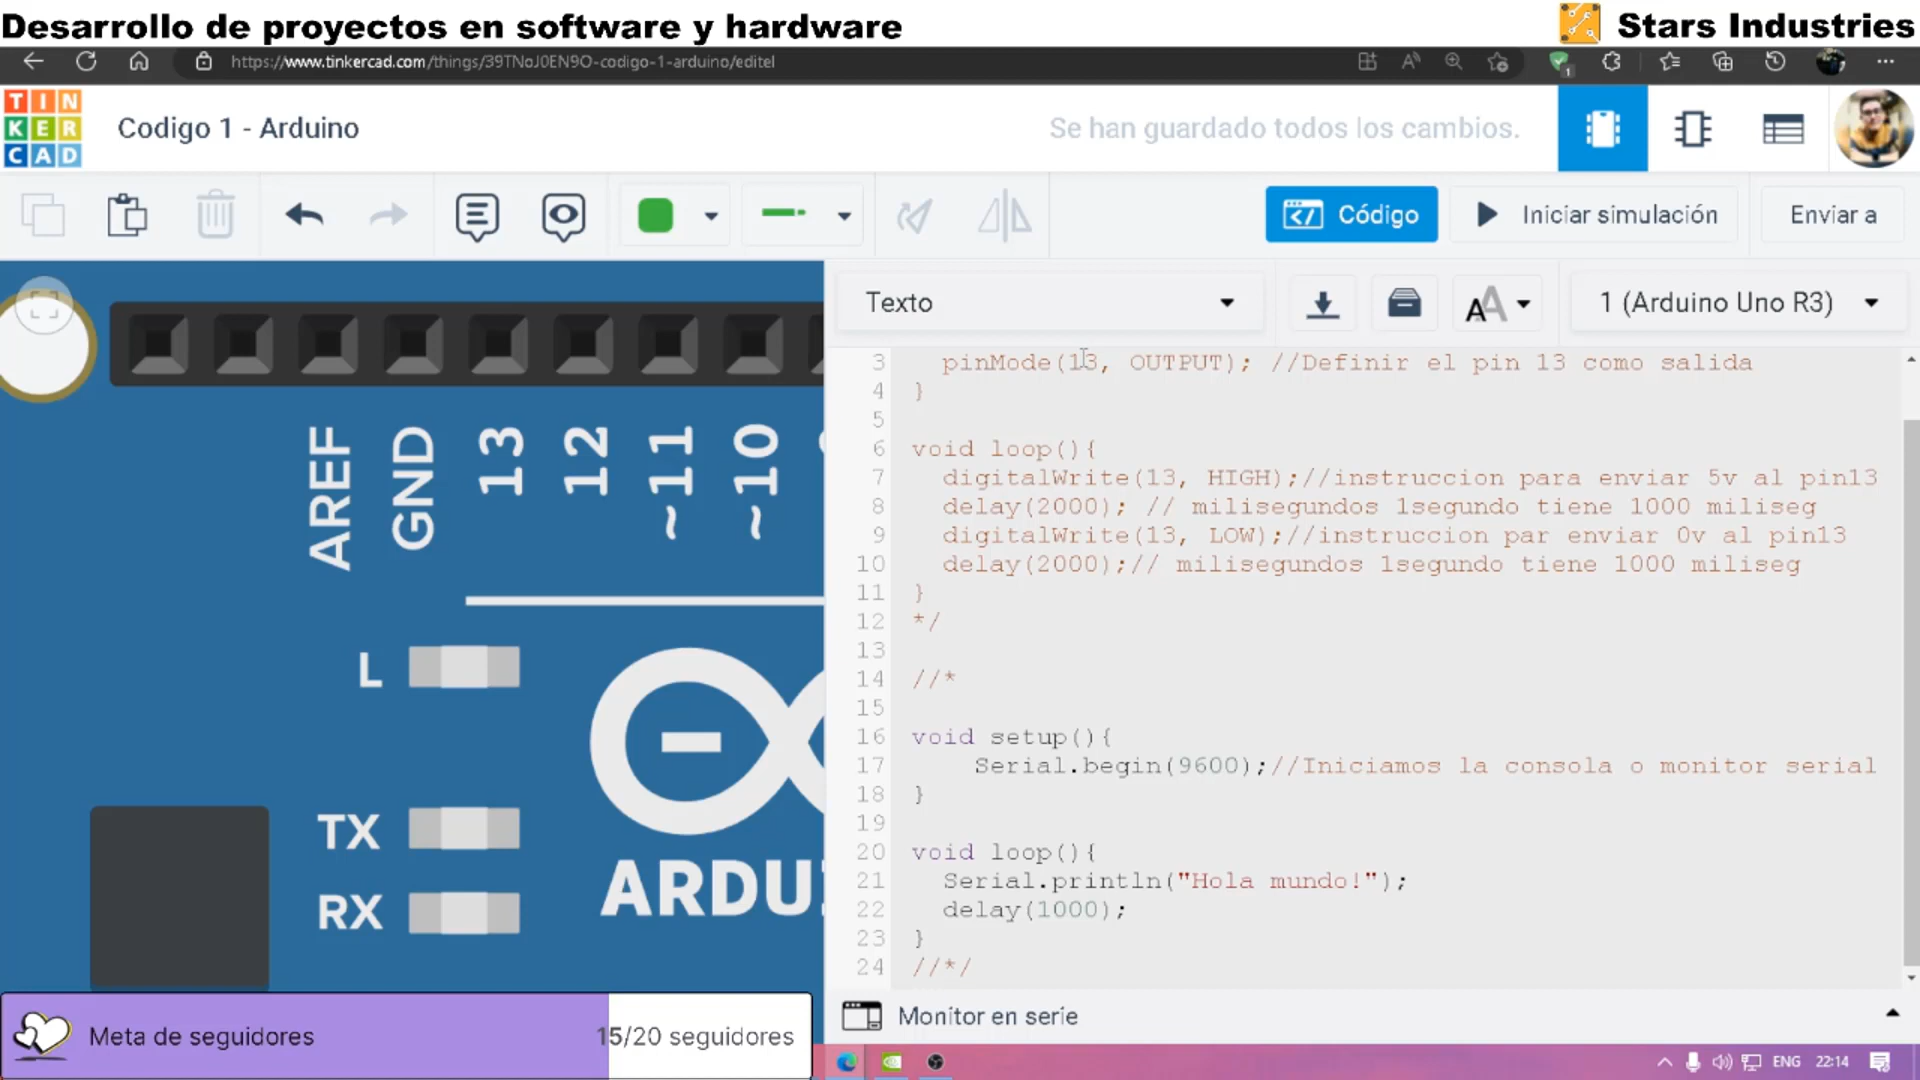 Desarrollo de proyectos en software y hardware
Stars Industries
https://www.tinkercad.com/things/39TNoJ0EN9O-codigo-1-arduino/editel
TIN
KER
CAD
Codigo 1 - Arduino
Se han guardado todos los cambios.
Código
Iniciar simulación
Enviar a
Texto
1 (Arduino Uno R3)
AREF
GND
13
12
~11
~10
L
TX
RX
ARDU
3 pinMode(13, OUTPUT); //Definir el pin 13 como salida
4 }
5
6 void loop(){
7 digitalWrite(13, HIGH);//instruccion para enviar 5v al pin13
8 delay(2000); // milisegundos 1segundo tiene 1000 miliseg
9 digitalWrite(13, LOW);//instruccion par enviar 0v al pin13
10 delay(2000);// milisegundos 1segundo tiene 1000 miliseg
11 }
12 */
13
14 //*
15
16 void setup(){
17 Serial.begin(9600);//Iniciamos la consola o monitor serial
18 }
19
20 void loop(){
21 Serial.println("Hola mundo!");
22 delay(1000);
23 }
24 //*/
Monitor en serie
Meta de seguidores
15/20 seguidores
ENG
22:14